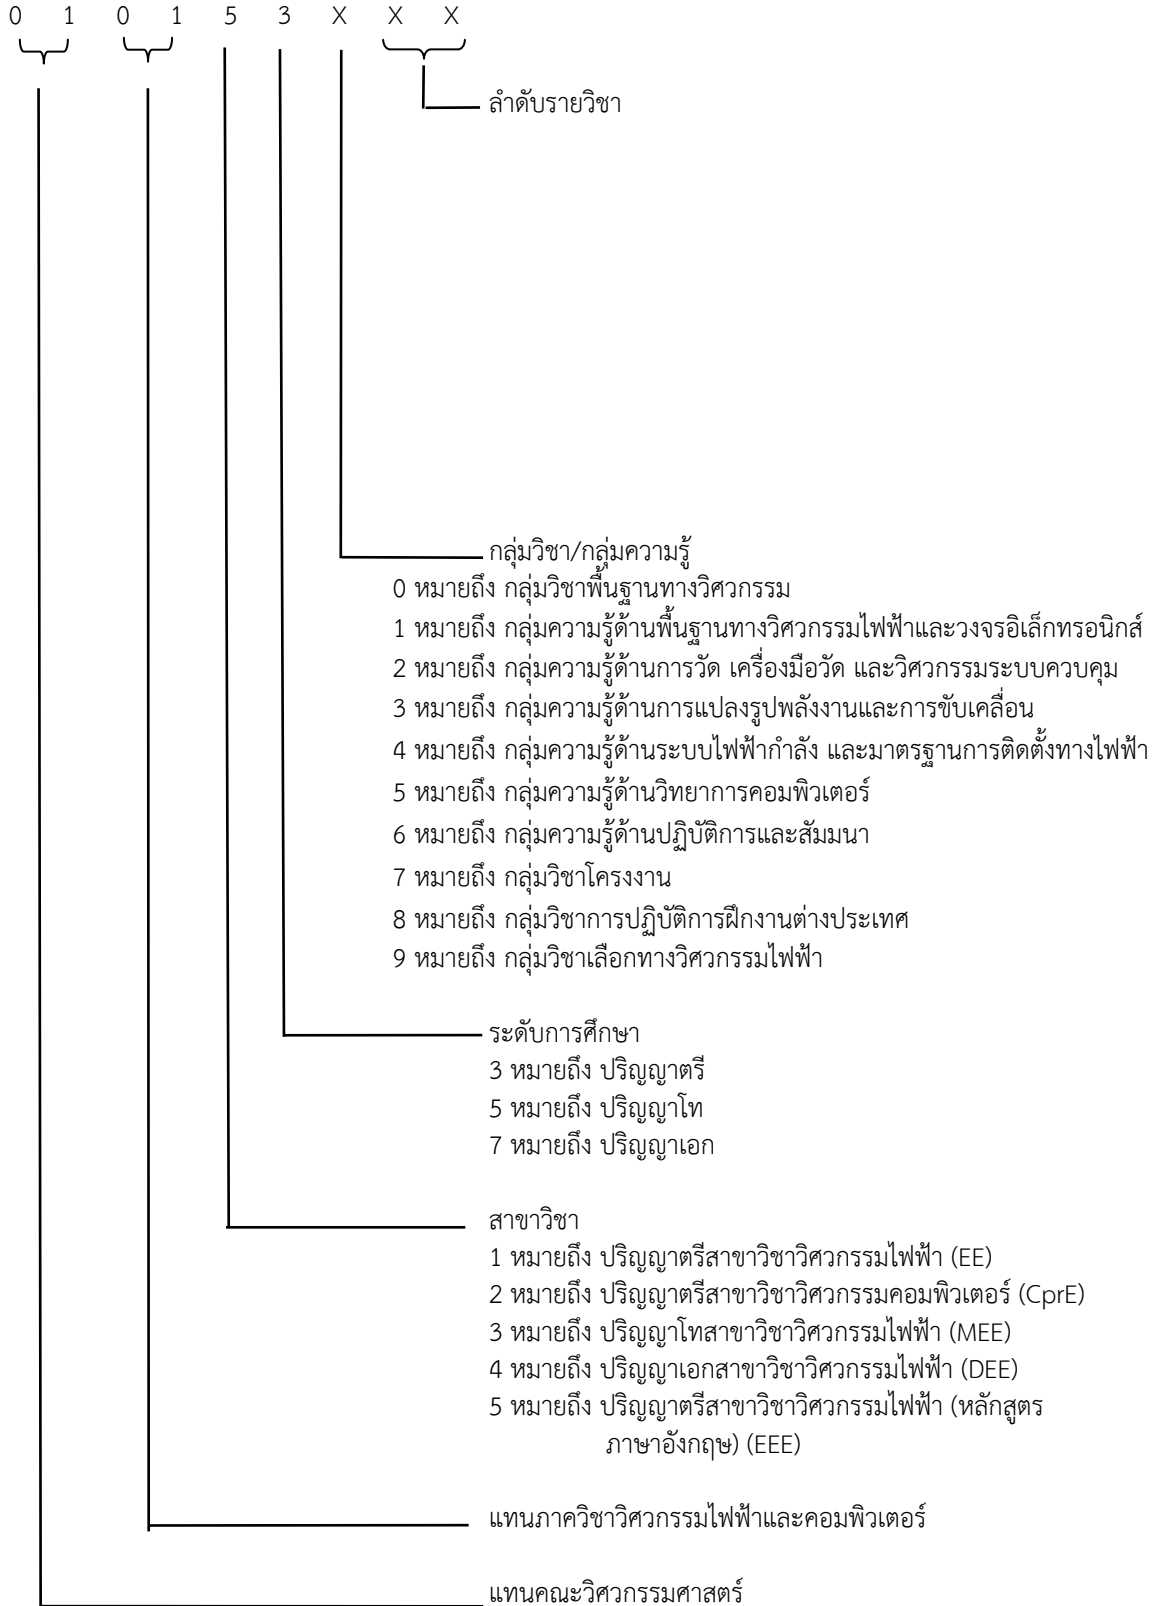 0 1 0 1 5 3 X X X
ลำดับรายวิชา
กลุ่มวิชา/กลุ่มความรู้
0 หมายถึง กลุ่มวิชาพื้นฐานทางวิศวกรรม
1 หมายถึง กลุ่มความรู้ด้านพื้นฐานทางวิศวกรรมไฟฟ้าและวงจรอิเล็กทรอนิกส์
2 หมายถึง กลุ่มความรู้ด้านการวัด เครื่องมือวัด และวิศวกรรมระบบควบคุม
3 หมายถึง กลุ่มความรู้ด้านการแปลงรูปพลังงานและการขับเคลื่อน
4 หมายถึง กลุ่มความรู้ด้านระบบไฟฟ้ากำลัง และมาตรฐานการติดตั้งทางไฟฟ้า
5 หมายถึง กลุ่มความรู้ด้านวิทยาการคอมพิวเตอร์
6 หมายถึง กลุ่มความรู้ด้านปฏิบัติการและสัมมนา
7 หมายถึง กลุ่มวิชาโครงงาน
8 หมายถึง กลุ่มวิชาการปฏิบัติการฝึกงานต่างประเทศ
9 หมายถึง กลุ่มวิชาเลือกทางวิศวกรรมไฟฟ้า
ระดับการศึกษา
3 หมายถึง ปริญญาตรี
5 หมายถึง ปริญญาโท
7 หมายถึง ปริญญาเอก
สาขาวิชา
1 หมายถึง ปริญญาตรีสาขาวิชาวิศวกรรมไฟฟ้า (EE)
2 หมายถึง ปริญญาตรีสาขาวิชาวิศวกรรมคอมพิวเตอร์ (CprE)
3 หมายถึง ปริญญาโทสาขาวิชาวิศวกรรมไฟฟ้า (MEE)
4 หมายถึง ปริญญาเอกสาขาวิชาวิศวกรรมไฟฟ้า (DEE)
5 หมายถึง ปริญญาตรีสาขาวิชาวิศวกรรมไฟฟ้า (หลักสูตร
ภาษาอังกฤษ) (EEE)
แทนภาควิชาวิศวกรรมไฟฟ้าและคอมพิวเตอร์
แทนคณะวิศวกรรมศาสตร์